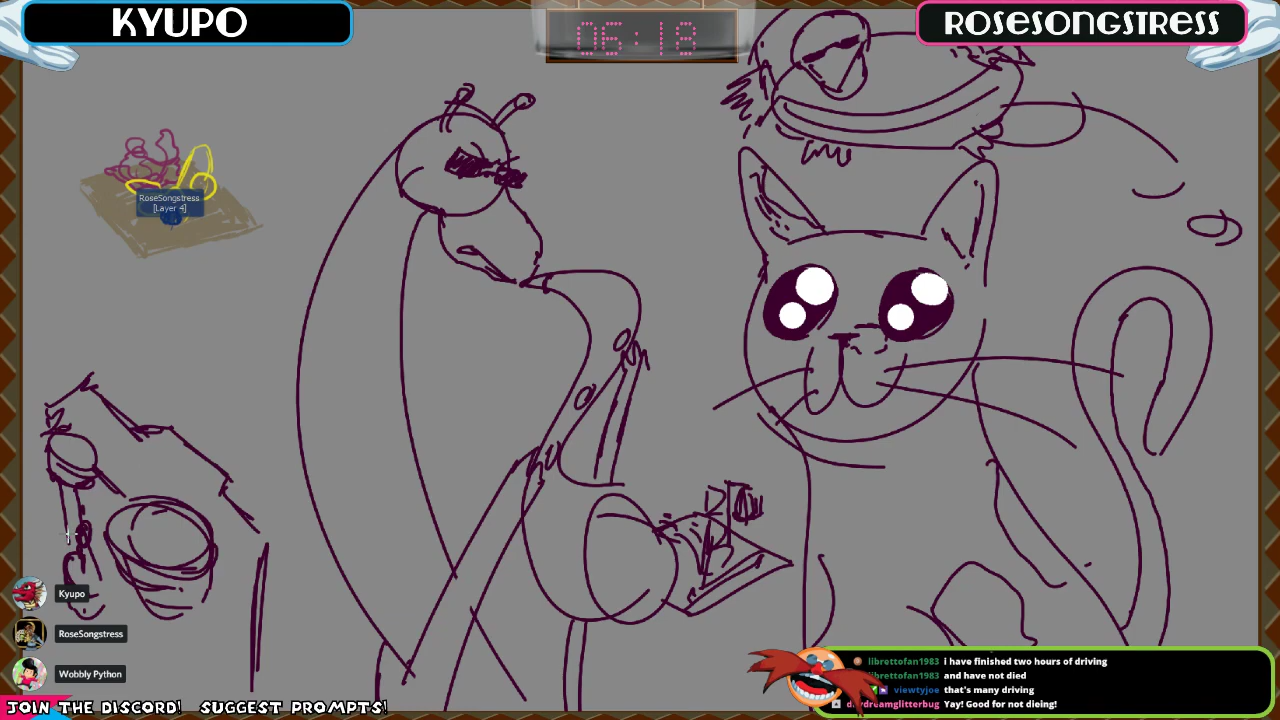 KYUPO
06:18
ROSESONGSTRESS
RoseSongstress
[Layer 4]
Kyupo
RoseSongstress
Wobbly Python
JOIN THE DISCORD! SUGGEST PROMPTS!
librettofan1983 i have finished two hours of driving
librettofan1983 and have not died
viewtyjoe that's many driving
daydreamglitterbug Yay! Good for not dieing!